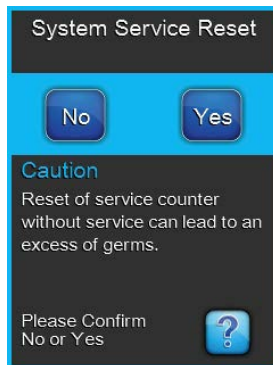 System Service Reset
No Yes
Caution
Reset of service counter
without service can lead to an
excess of germs.
Please Confirm
No or Yes
?